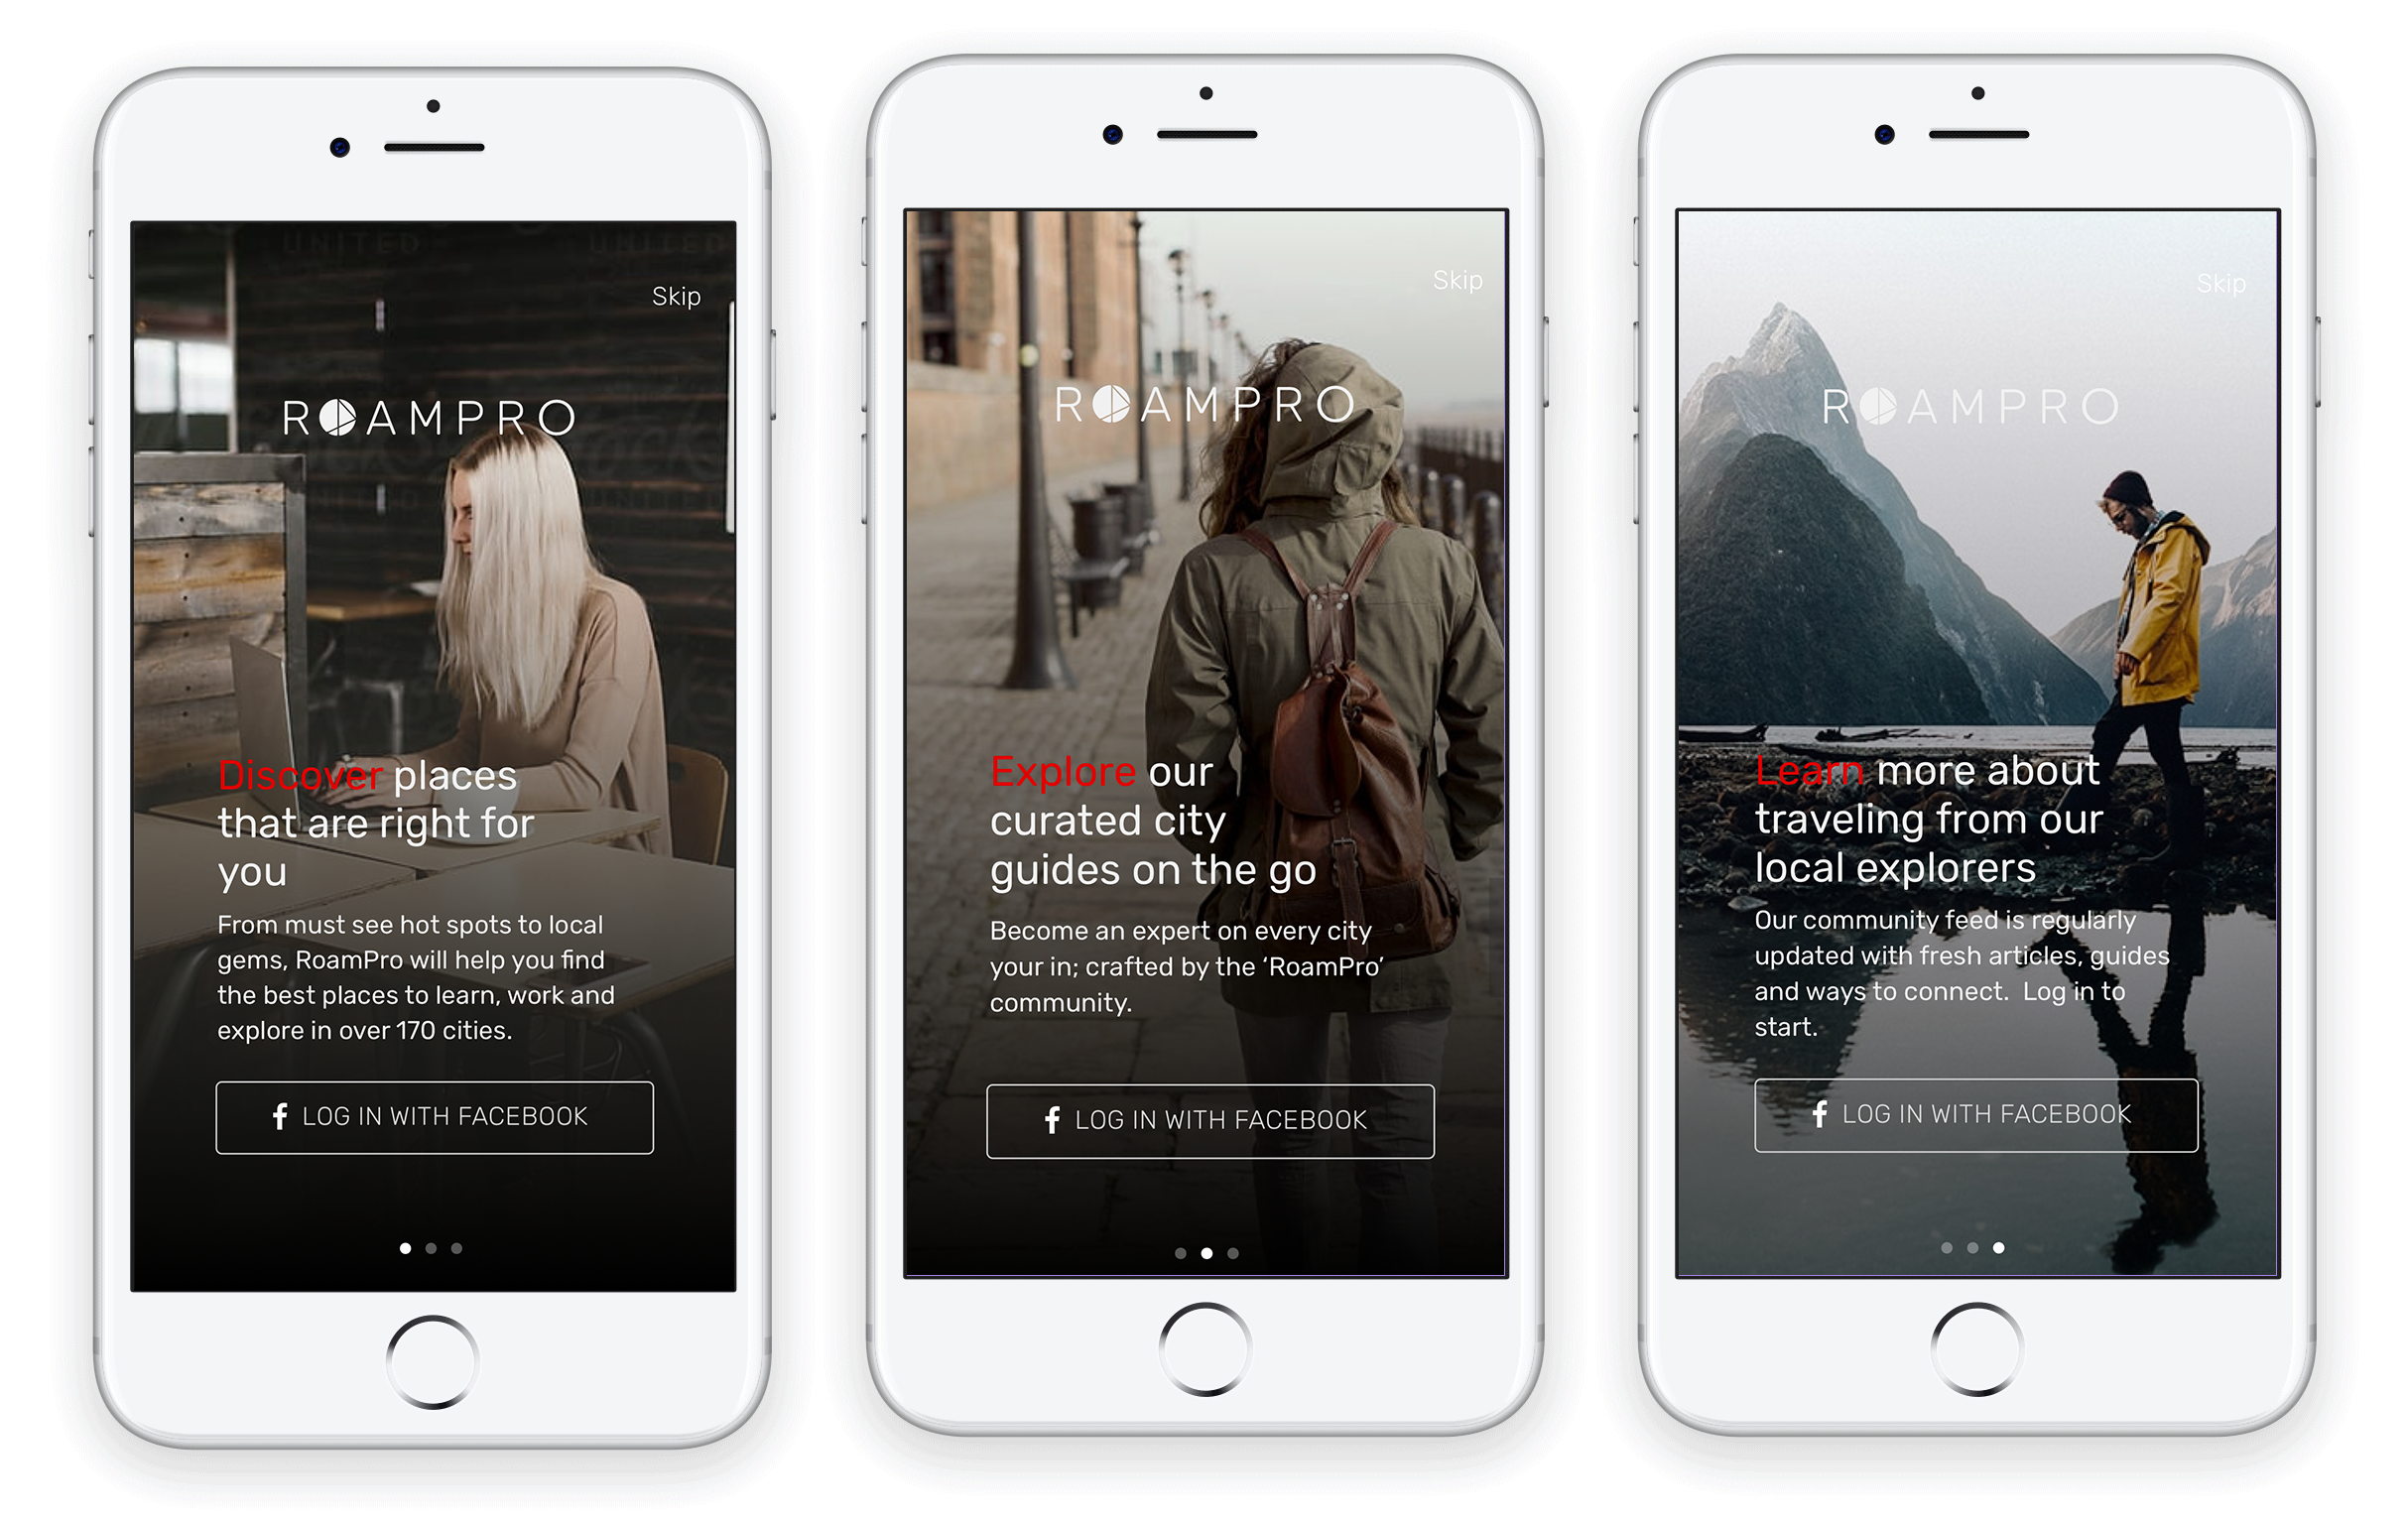 UNITED
UNITED
Skip
ROAMPRO
Discover places
that are right for
you
From must see hot spots to local
gems, RoamPro will help you find
the best places to learn, work and
explore in over 170 cities.
LOG IN WITH FACEBOOK
Skip
ROAMPRO
Explore our
curated city
guides on the go
Become an expert on every city
your in; crafted by the ‘RoamPro’
community.
LOG IN WITH FACEBOOK
Skip
ROAMPRO
Learn more about
traveling from our
local explorers
Our community feed is regularly
updated with fresh articles, guides
and ways to connect.  Log in to
start.
LOG IN WITH FACEBOOK